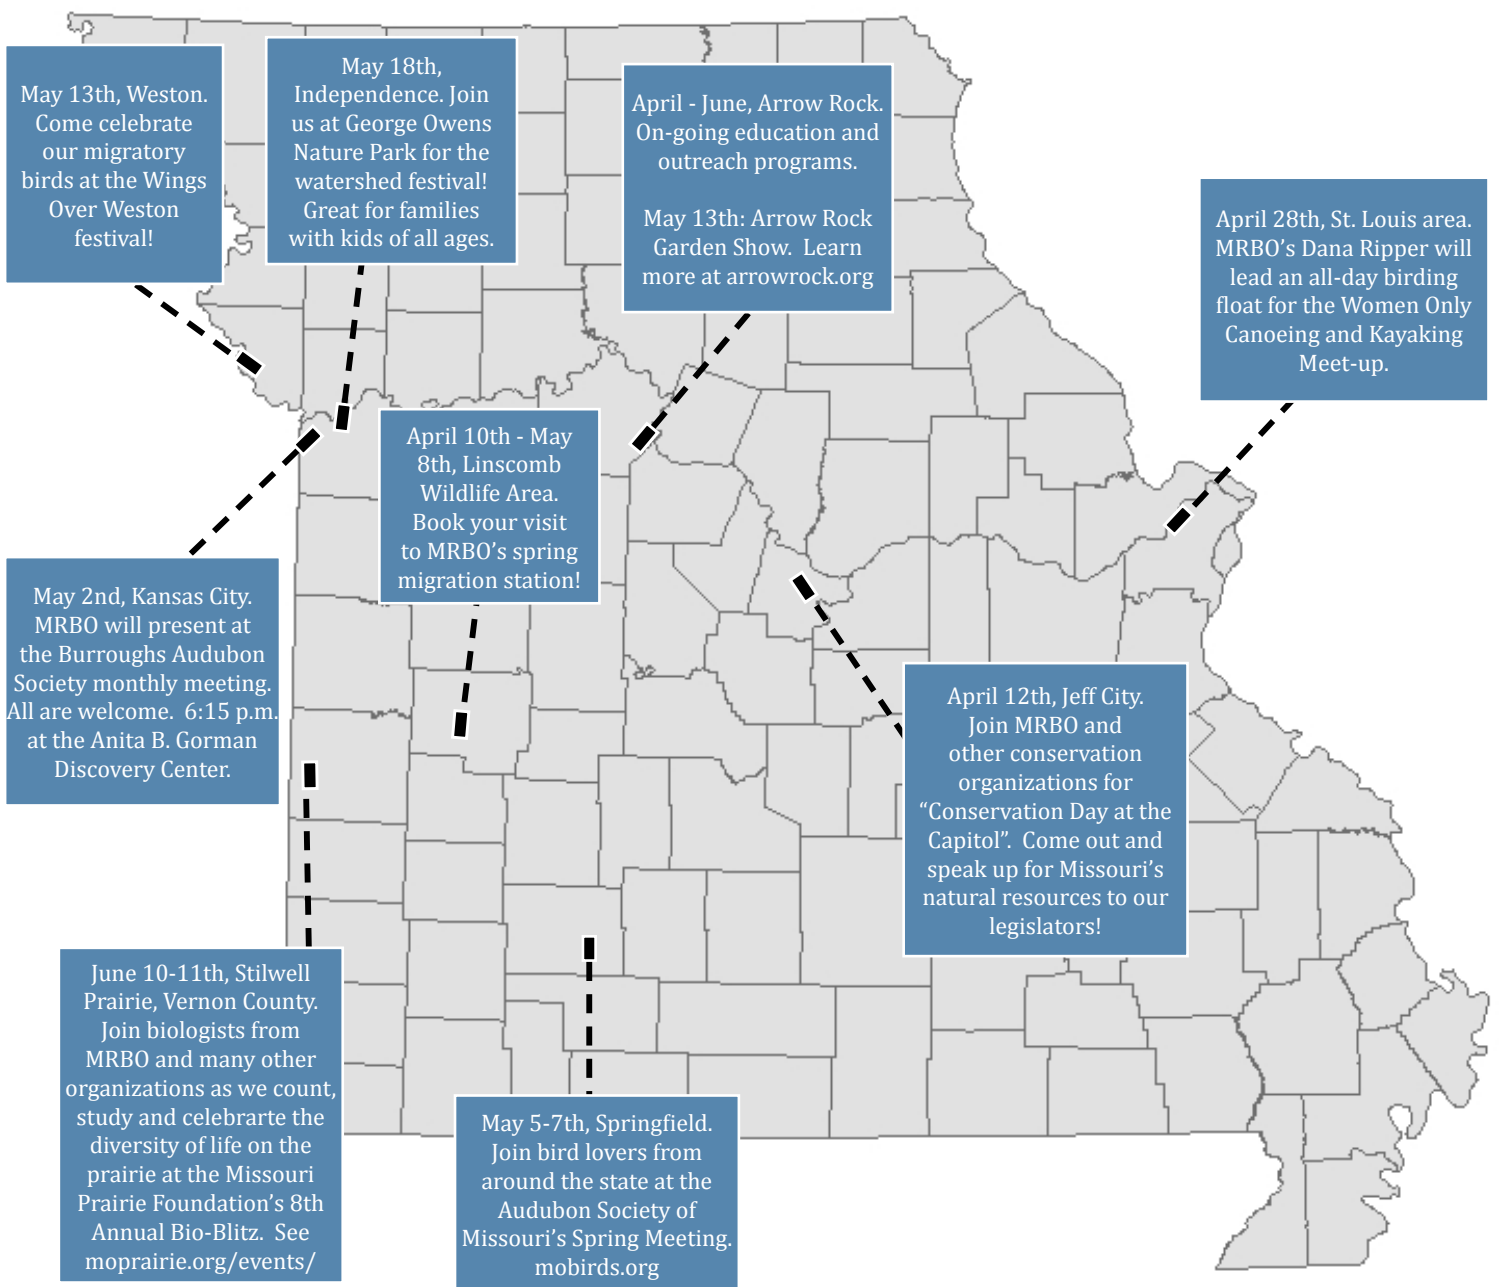 May 13th, Weston.
Come celebrate
our migratory
birds at the Wings
Over Weston
festival!
May 18th,
Independence. Join
us at George Owens
Nature Park for the
watershed festival!
Great for families
with kids of all ages.
April - June, Arrow Rock.
On-going education and
outreach programs.
May 13th: Arrow Rock
Garden Show. Learn
more at arrowrock.org
April 28th, St. Louis area.
MRBO's Dana Ripper will
lead an all-day birding
float for the Women Only
Canoeing and Kayaking
Meet-up.
April 10th - May
8th, Linscomb
Wildlife Area.
Book your visit
to MRBO's spring
migration station!
May 2nd, Kansas City.
MRBO will present at
the Burroughs Audubon
Society monthly meeting.
All are welcome. 6:15 p.m.
at the Anita B. Gorman
Discovery Center.
April 12th, Jeff City.
Join MRBO and
other conservation
organizations for
“Conservation Day at the
Capitol”. Come out and
speak up for Missouri's
natural resources to our
legislators!
June 10-11th, Stilwell
Prairie, Vernon County.
Join biologists from
MRBO and many other
organizations as we count,
study and celebrarte the
diversity of life on the
prairie at the Missouri
Prairie Foundation's 8th
Annual Bio-Blitz. See
moprairie.org/events/
May 5-7th, Springfield.
Join bird lovers from
around the state at the
Audubon Society of
Missouri's Spring Meeting.
mobirds.org